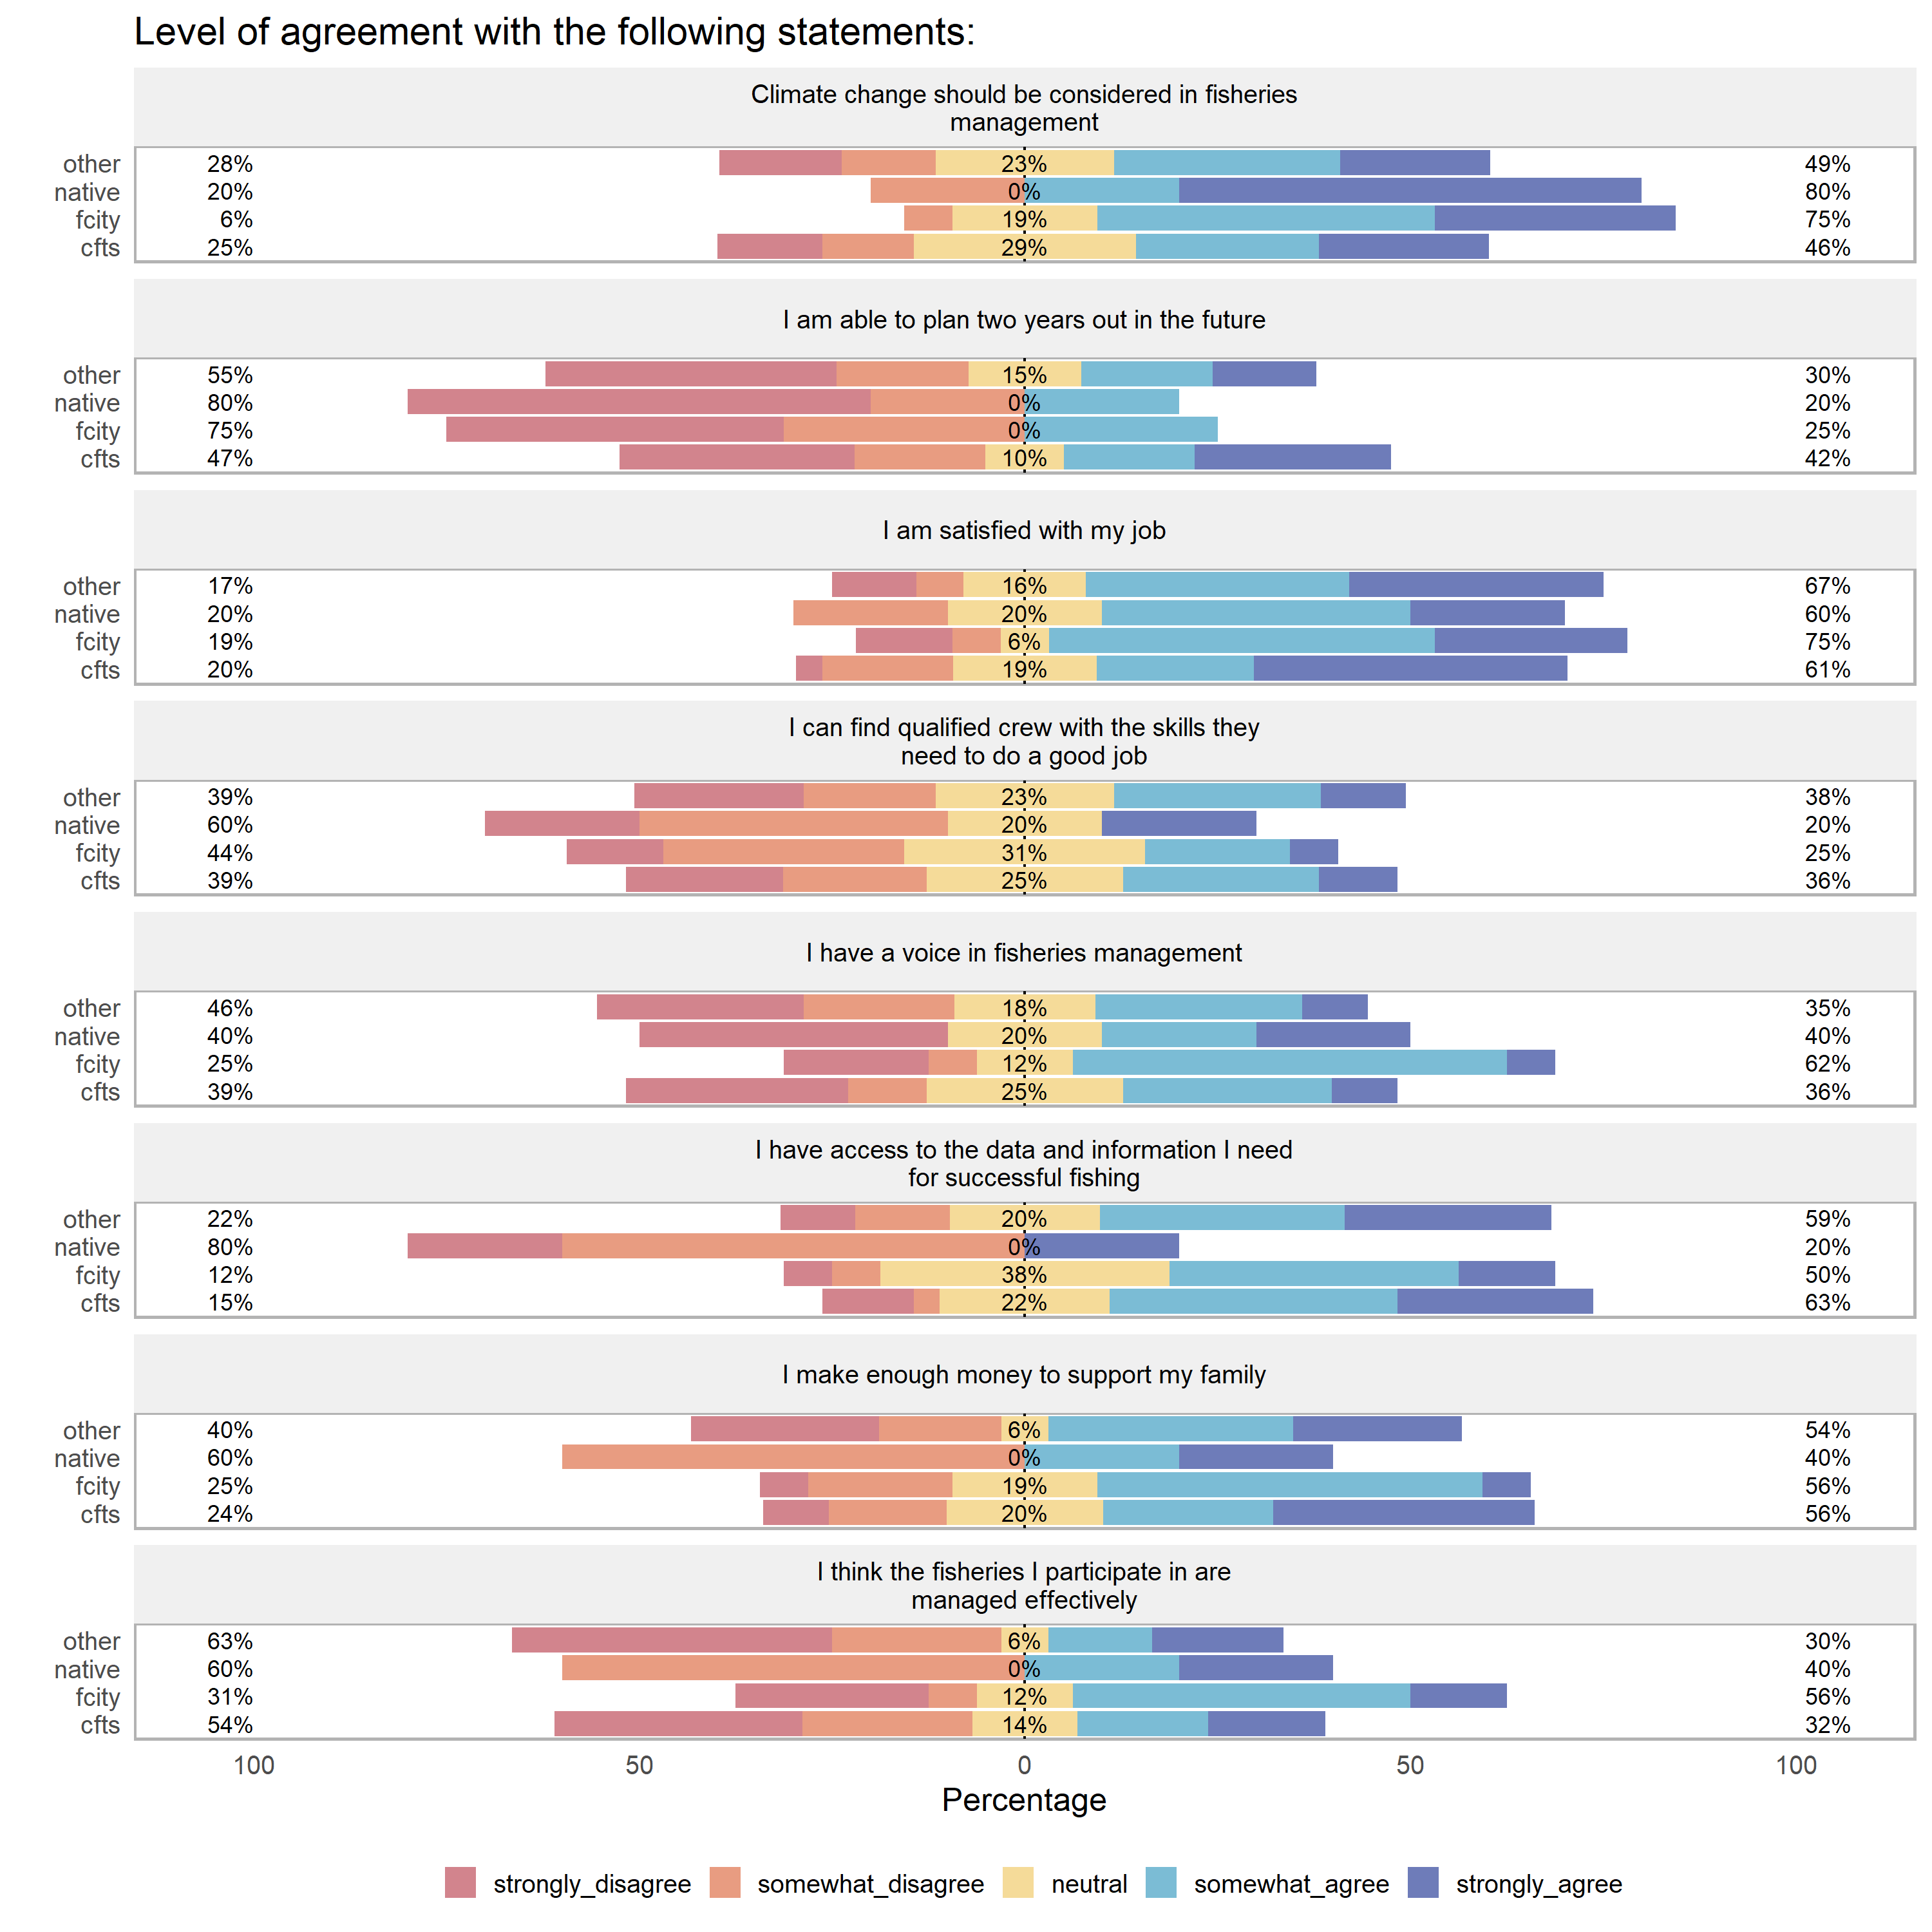 Level of agreement with the following statements:
Climate change should be considered in fisheries
management
other 28% 23% 49%
native 20% 0% 80%
fcity 6% 19% 75%
cfts 25% 29% 46%
I am able to plan two years out in the future
other 55% 15% 30%
native 80% 0% 20%
fcity 75% 0% 25%
cfts 47% 10% 42%
I am satisfied with my job
other 17% 16% 67%
native 20% 20% 60%
fcity 19% 6% 75%
cfts 20% 19% 61%
I can find qualified crew with the skills they
need to do a good job
other 39% 23% 38%
native 60% 20% 20%
fcity 44% 31% 25%
cfts 39% 25% 36%
I have a voice in fisheries management
other 46% 18% 35%
native 40% 20% 40%
fcity 25% 12% 62%
cfts 39% 25% 36%
I have access to the data and information I need
for successful fishing
other 22% 20% 59%
native 80% 0% 20%
fcity 12% 38% 50%
cfts 15% 22% 63%
I make enough money to support my family
other 40% 6% 54%
native 60% 0% 40%
fcity 25% 19% 56%
cfts 24% 20% 56%
I think the fisheries I participate in are
managed effectively
other 63% 6% 30%
native 60% 0% 40%
fcity 31% 12% 56%
cfts 54% 14% 32%
100 50 0 50 100
Percentage
strongly_disagree somewhat_disagree neutral somewhat_agree strongly_agree